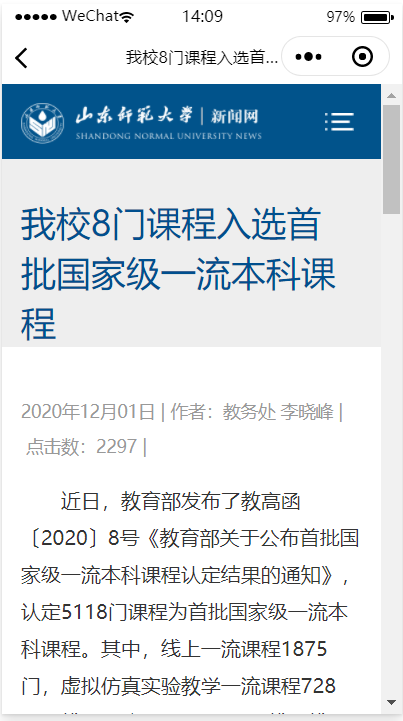 WeChat
14:09
97%
我校8门课程入选首...
山东师范大学 | 新闻网
SHANDONG NORMAL UNIVERSITY NEWS
我校8门课程入选首
批国家级一流本科课
程
2020年12月01日 | 作者：教务处 李晓峰 |
点击数：2297 |
近日，教育部发布了教高函
〔2020〕8号《教育部关于公布首批国
家级一流本科课程认定结果的通知》，
认定5118门课程为首批国家级一流本
科课程。其中，线上一流课程1875
门，虚拟仿真实验教学一流课程728